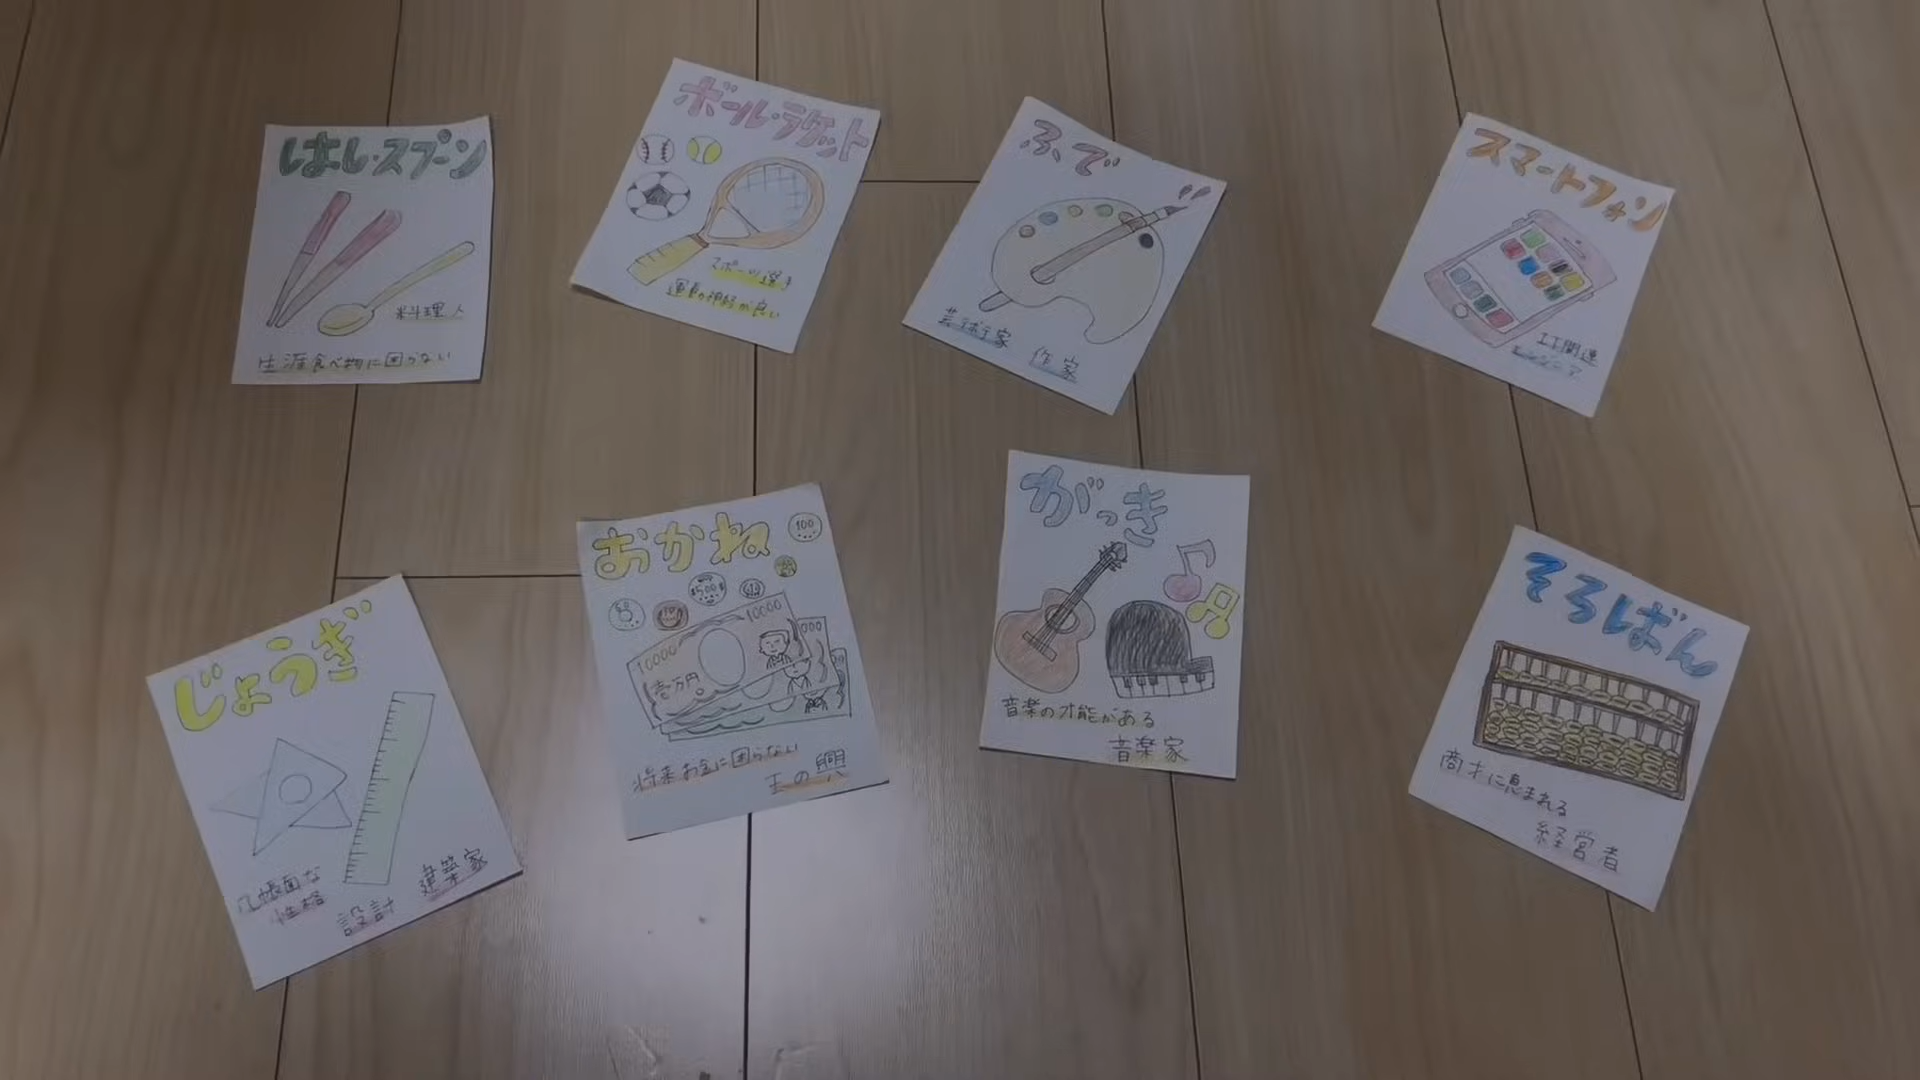 はし・スプーン
料理人
生涯食べ物に困らない
ボール・ラケット
スポーツ選手
運動神経が良い
ふで
芸術家 作家
スマートフォン
IT関連
エンジニア
じょうぎ
几帳面な
性格
設計
建築家
おかね
100
500
10000
10000
壱万円
000
将来お金に困らない
玉の輿
がっき
音楽の才能がある
音楽家
そろばん
商才に恵まれる
経営者